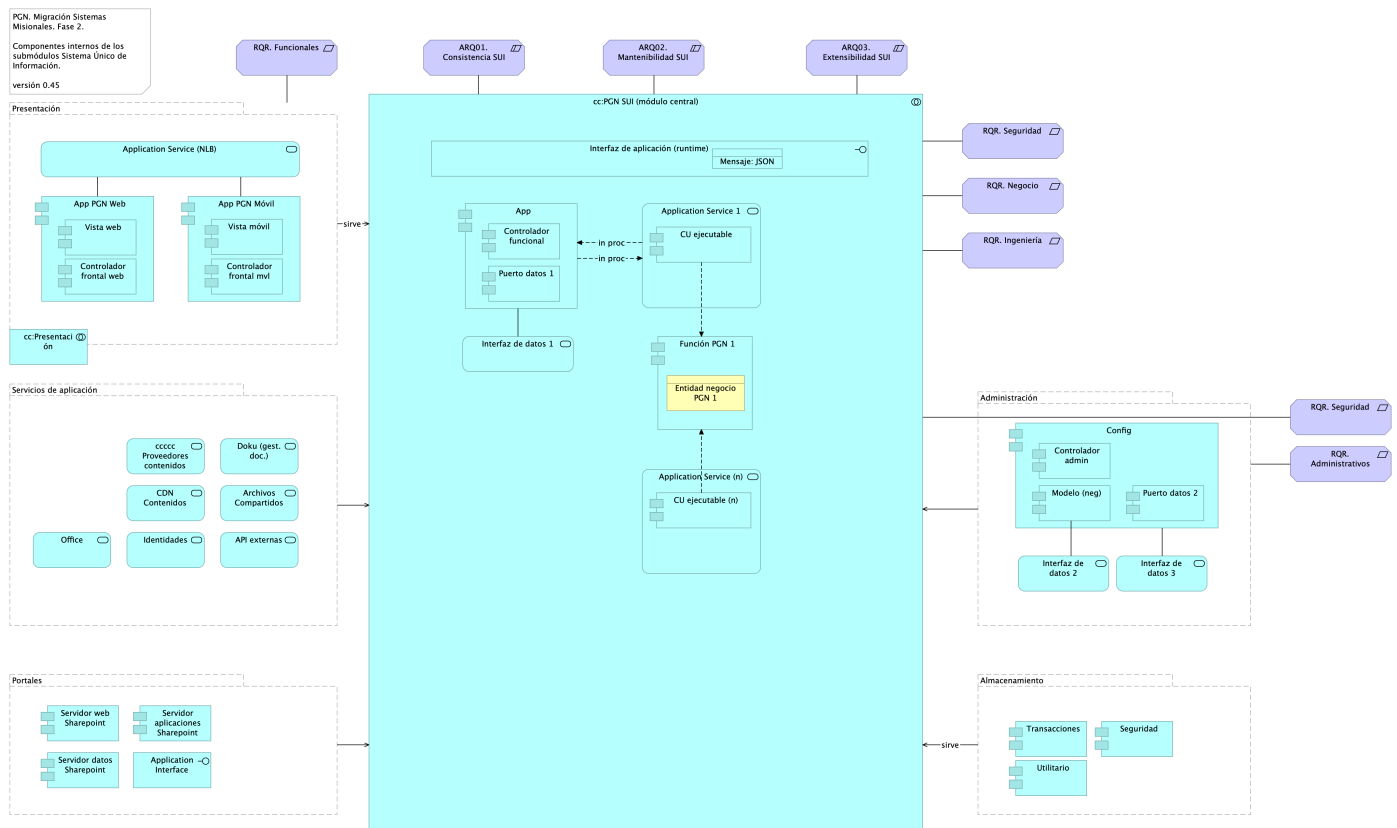 PGN. Migración Sistemas
Misionales. Fase 2.
Componentes internos de los
submódulos Sistema Único de
Información.
versión 0.45
RQR. Funcionales
ARQ01.
Consistencia SUI
ARQ02.
Mantenibilidad SUI
ARQ03.
Extensibilidad SUI
Presentación
Application Service (NLB)
App PGN Web
Vista web
Controlador
frontal web
App PGN Móvil
Vista móvil
Controlador
frontal mvl
cc:Presentaci
ón
sirve
cc:PGN SUI (módulo central)
Interfaz de aplicación (runtime)
Mensaje: JSON
App
Controlador
funcional
Puerto datos 1
Interfaz de datos 1
in proc
in proc
Application Service 1
CU ejecutable
Función PGN 1
Entidad negocio
PGN 1
Application Service (n)
CU ejecutable (n)
RQR. Seguridad
RQR. Negocio
RQR. Ingeniería
Servicios de aplicación
ccccc
Proveedores
contenidos
Doku (gest.
doc.)
CDN
Contenidos
Archivos
Compartidos
Office
Identidades
API externas
Administración
Config
Controlador
admin
Modelo (neg)
Puerto datos 2
Interfaz de
datos 2
Interfaz de
datos 3
RQR. Seguridad
RQR.
Administrativos
Portales
Servidor web
Sharepoint
Servidor
aplicaciones
Sharepoint
Servidor datos
Sharepoint
Application
Interface
Almacenamiento
sirve
Transacciones
Seguridad
Utilitario